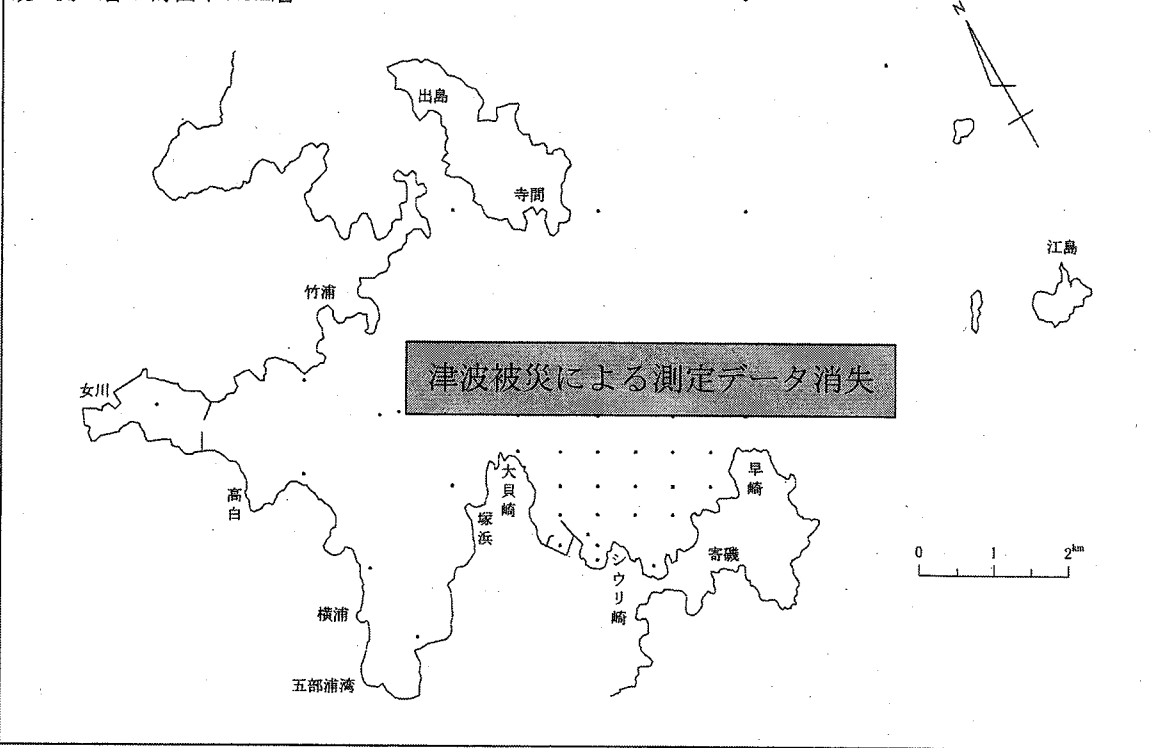 N
出島
寺間
江島
竹浦
津波被災による測定データ消失
女川
大貝崎
早崎
高白
塚浜
寄磯
シウリ崎
0 1 2km
横浦
五部浦湾